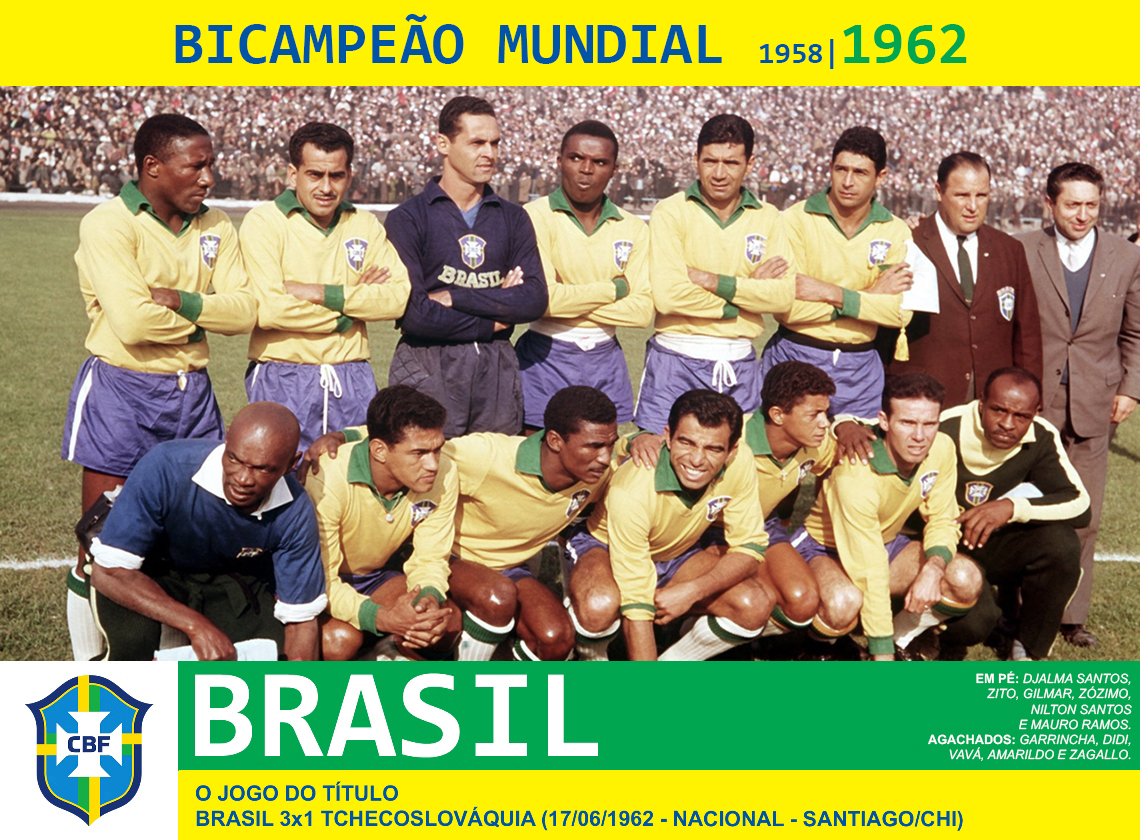 BICAMPEÃO MUNDIAL 1958|1962
BRASIL
BRASIL
EM PÉ: DJALMA SANTOS,
ZITO, GILMAR, ZÓZIMO,
NILTON SANTOS
E MAURO RAMOS.
AGACHADOS: GARRINCHA, DIDI,
VAVÁ, AMARILDO E ZAGALLO.
CBF
O JOGO DO TÍTULO
BRASIL 3x1 TCHECOSLOVÁQUIA (17/06/1962 - NACIONAL - SANTIAGO/CHI)